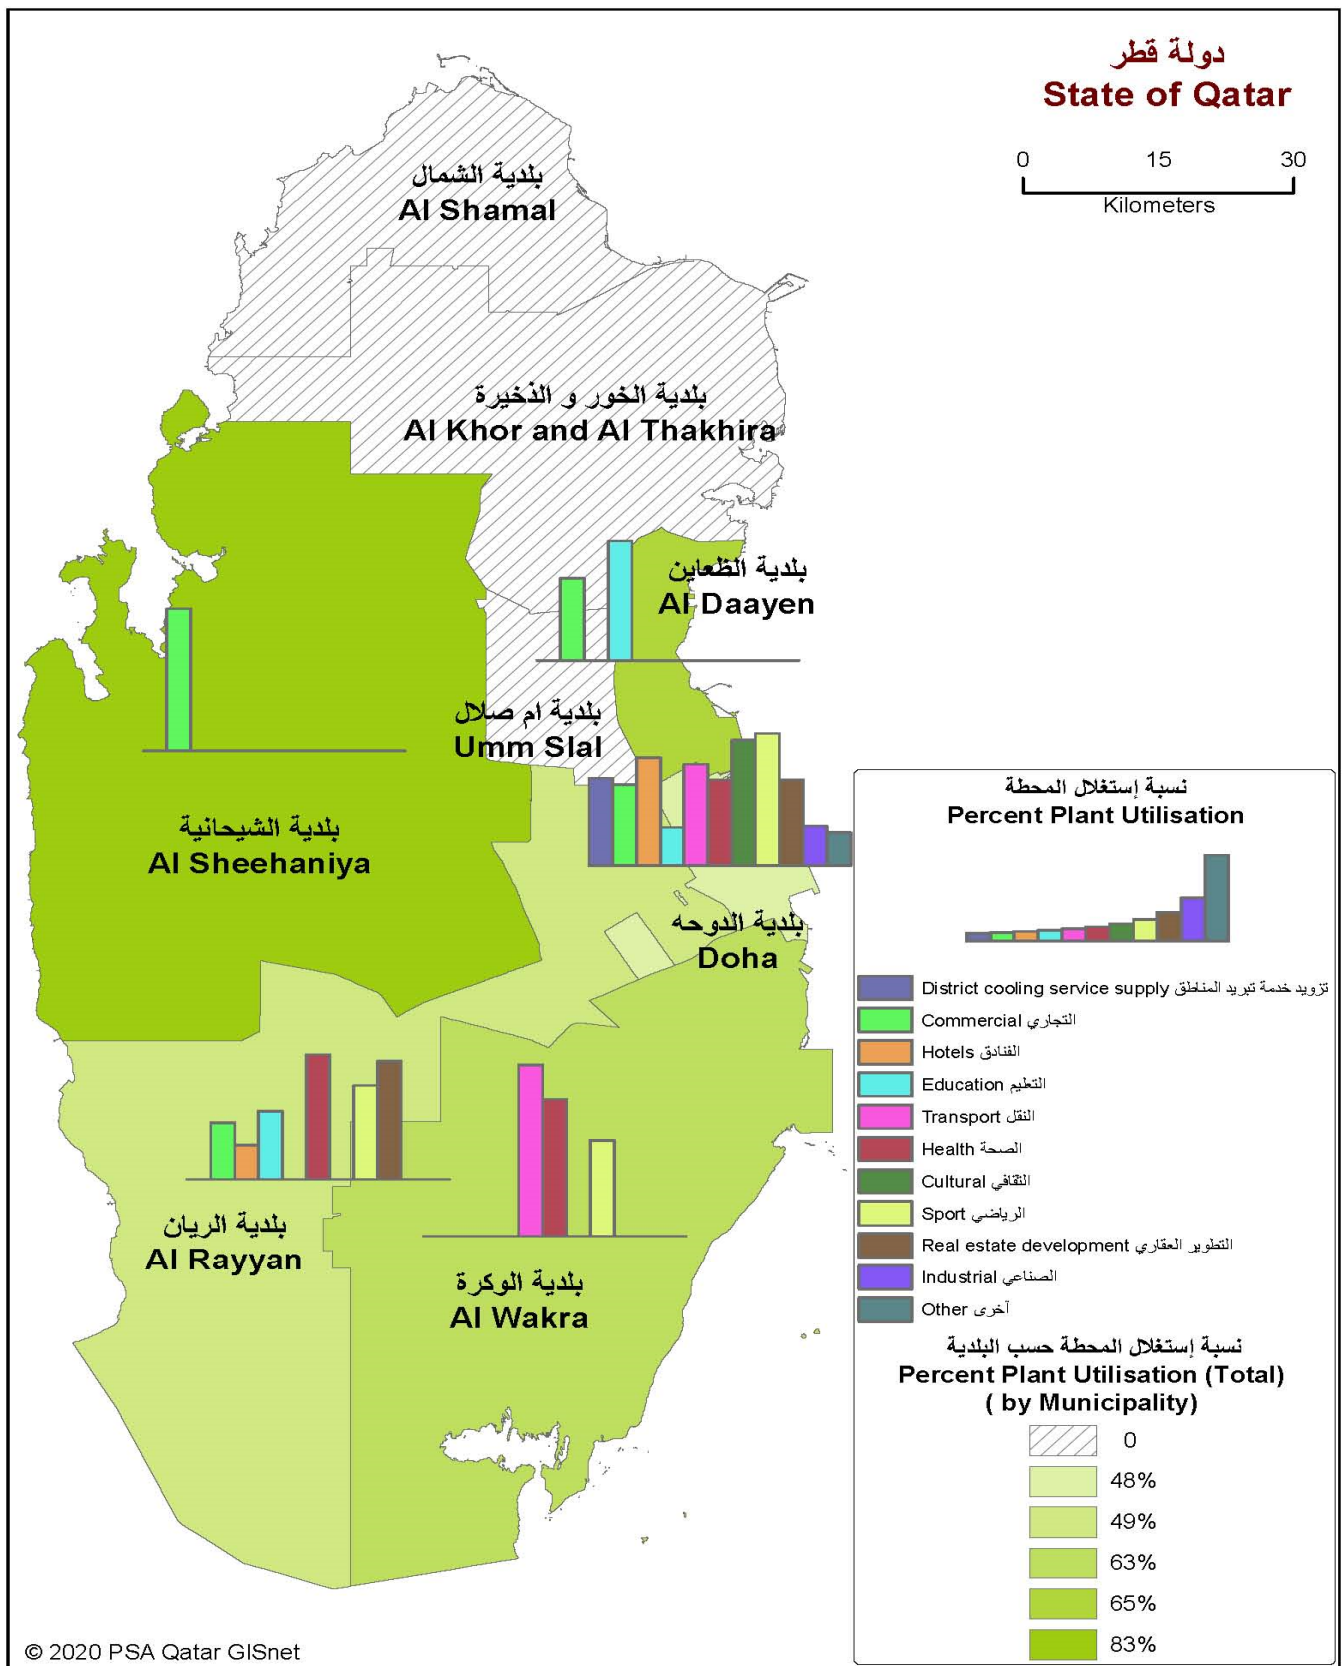 دولة قطر
State of Qatar
0 15 30
Kilometers
بلدية الشمال
Al Shamal
بلدية الخور و الذخيرة
Al Khor and Al Thakhira
بلدية الظعاين
Al Daayen
بلدية ام صلال
Umm Slal
بلدية الشيحانية
Al Sheehaniya
بلدية الدوحه
Doha
بلدية الريان
Al Rayyan
بلدية الوكرة
Al Wakra
نسبة إستغلال المحطة
Percent Plant Utilisation
District cooling service supply تزويد خدمة تبريد المناطق
Commercial التجاري
Hotels الفنادق
Education التعليم
Transport النقل
Health الصحة
Cultural الثقافي
Sport الرياضي
Real estate development التطوير العقاري
Industrial الصناعي
Other آخرى
نسبة إستغلال المحطة حسب البلدية
Percent Plant Utilisation (Total)
( by Municipality)
0
48%
49%
63%
65%
83%
© 2020 PSA Qatar GISnet